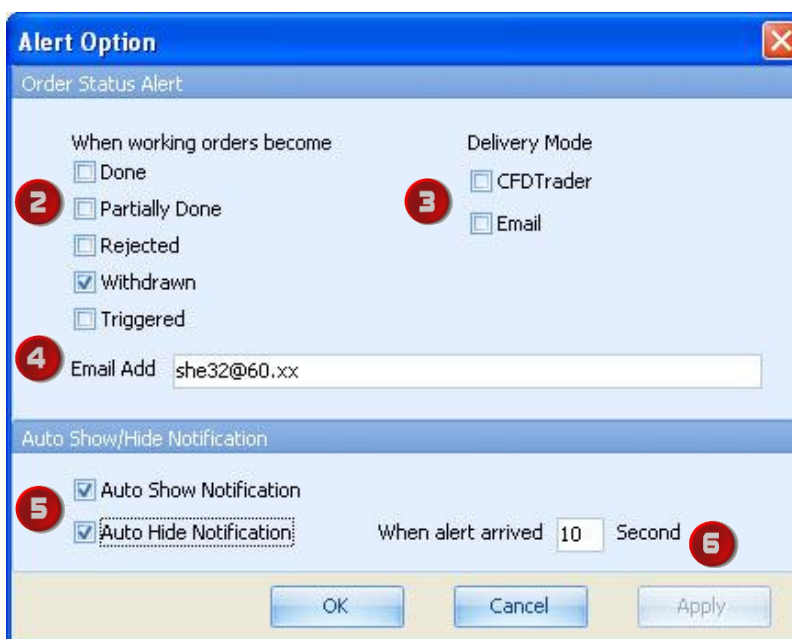 Alert Option
Order Status Alert
When working orders become
Delivery Mode
Done
CFDTrader
2
3
Partially Done
Email
Rejected
Withdrawn
Triggered
4
Email Add she32@60.xx
Auto Show/Hide Notification
Auto Show Notification
5
Auto Hide Notification When alert arrived 10 Second 6
OK Cancel Apply